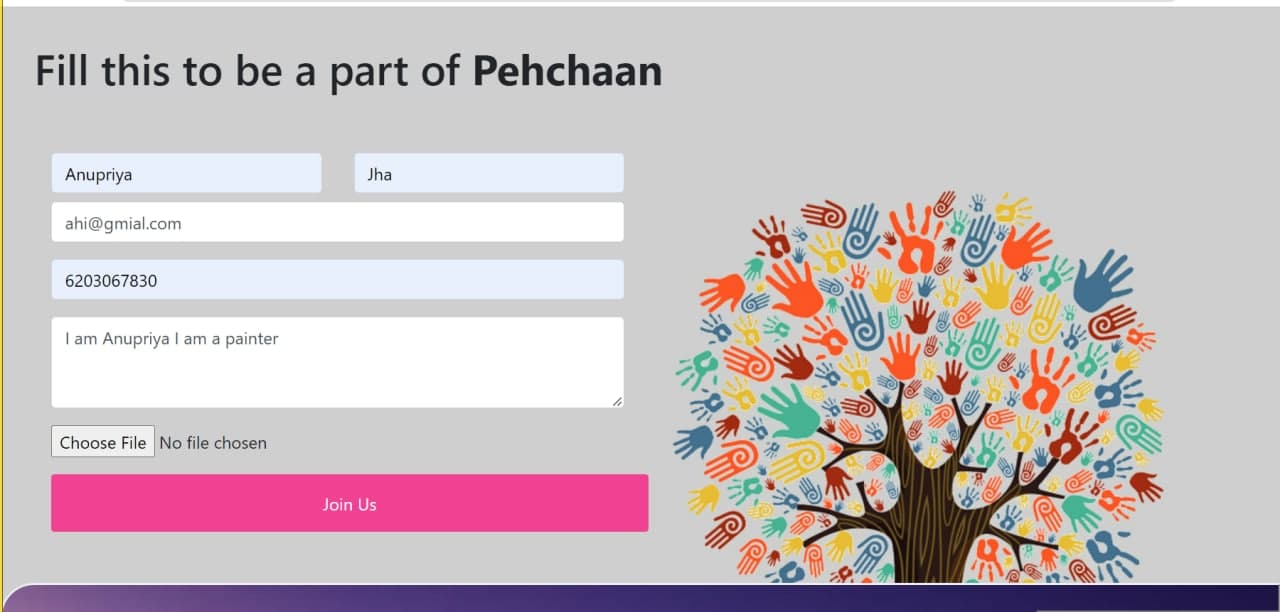 Fill this to be a part of Pehchaan
Anupriya Jha
ahi@gmial.com
6203067830
I am Anupriya I am a painter
Choose File No file chosen
Join Us